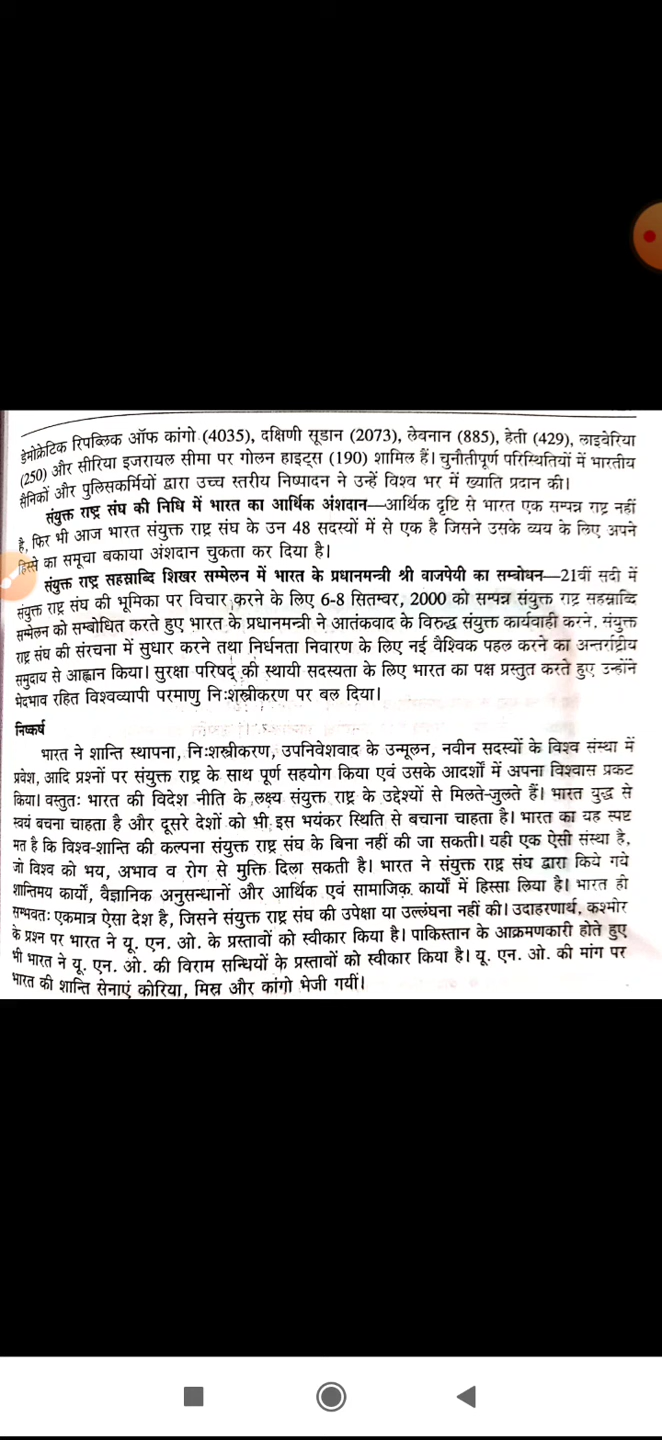 डेमोक्रेटिक रिपब्लिक ऑफ कांगो (4035), दक्षिणी सूडान (2073), लेबनान (885), हेती (429), लाइबेरिया
(250) और सीरिया इजरायल सीमा पर गोलन हाइट्स (190) शामिल हैं। चुनौतीपूर्ण परिस्थितियों में भारतीय
सैनिकों और पुलिसकर्मियों द्वारा उच्च स्तरीय निष्पादन ने उन्हें विश्व भर में ख्याति प्रदान की।
संयुक्त राष्ट्र संघ की निधि में भारत का आर्थिक अंशदान—आर्थिक दृष्टि से भारत एक सम्पन्न राष्ट्र नहीं
है, फिर भी आज भारत संयुक्त राष्ट्र संघ के उन 48 सदस्यों में से एक है जिसने उसके व्यय के लिए अपने
हिस्से का समूचा बकाया अंशदान चुकता कर दिया है।
संयुक्त राष्ट्र सहस्राब्दि शिखर सम्मेलन में भारत के प्रधानमन्त्री श्री वाजपेयी का सम्बोधन—21वीं सदी में
संयुक्त राष्ट्र संघ की भूमिका पर विचार करने के लिए 6-8 सितम्बर, 2000 को सम्पन्न संयुक्त राष्ट्र सहस्राब्दि
सम्मेलन को सम्बोधित करते हुए भारत के प्रधानमन्त्री ने आतंकवाद के विरुद्ध संयुक्त कार्यवाही करने, संयुक्त
राष्ट्र संघ की संरचना में सुधार करने तथा निर्धनता निवारण के लिए नई वैश्विक पहल करने का अन्तर्राष्ट्रीय
समुदाय से आह्वान किया। सुरक्षा परिषद् की स्थायी सदस्यता के लिए भारत का पक्ष प्रस्तुत करते हुए उन्होंने
भेदभाव रहित विश्वव्यापी परमाणु निःशस्त्रीकरण पर बल दिया।
निष्कर्ष
भारत ने शान्ति स्थापना, निःशस्त्रीकरण, उपनिवेशवाद के उन्मूलन, नवीन सदस्यों के विश्व संस्था में
प्रवेश, आदि प्रश्नों पर संयुक्त राष्ट्र के साथ पूर्ण सहयोग किया एवं उसके आदर्शों में अपना विश्वास प्रकट
किया। वस्तुतः भारत की विदेश नीति के लक्ष्य संयुक्त राष्ट्र के उद्देश्यों से मिलते-जुलते हैं। भारत युद्ध से
स्वयं बचना चाहता है और दूसरे देशों को भी इस भयंकर स्थिति से बचाना चाहता है। भारत का यह स्पष्ट
मत है कि विश्व-शान्ति की कल्पना संयुक्त राष्ट्र संघ के बिना नहीं की जा सकती। यही एक ऐसी संस्था है,
जो विश्व को भय, अभाव व रोग से मुक्ति दिला सकती है। भारत ने संयुक्त राष्ट्र संघ द्वारा किये गये
शान्तिमय कार्यों, वैज्ञानिक अनुसन्धानों और आर्थिक एवं सामाजिक कार्यों में हिस्सा लिया है। भारत ही
सम्भवतः एकमात्र ऐसा देश है, जिसने संयुक्त राष्ट्र संघ की उपेक्षा या उल्लंघना नहीं की। उदाहरणार्थ, कश्मीर
के प्रश्न पर भारत ने यू. एन. ओ. के प्रस्तावों को स्वीकार किया है। पाकिस्तान के आक्रमणकारी होते हुए
भी भारत ने यू. एन. ओ. की विराम सन्धियों के प्रस्तावों को स्वीकार किया है। यू. एन. ओ. की मांग पर
भारत की शान्ति सेनाएं कोरिया, मिस्र और कांगो भेजी गयीं।